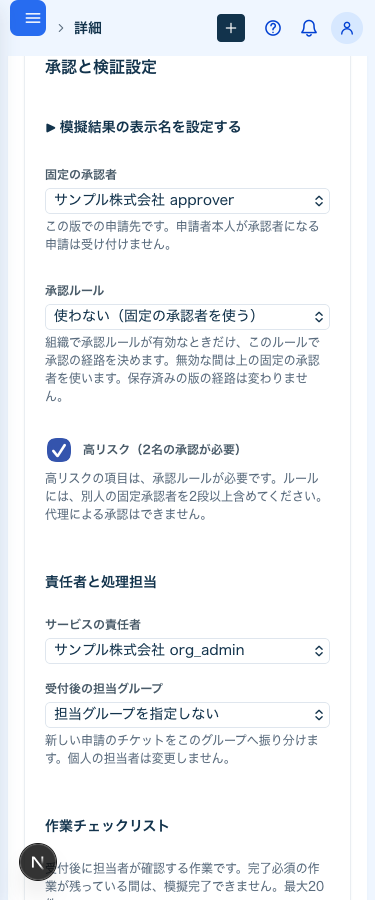 詳細
承認と検証設定
▶ 模擬結果の表示名を設定する
固定の承認者
サンプル株式会社 approver
この版での申請先です。申請者本人が承認者になる
申請は受け付けません。
承認ルール
使わない（固定の承認者を使う）
組織で承認ルールが有効なときだけ、このルールで
承認の経路を決めます。無効な間は上の固定の承認
者を使います。保存済みの版の経路は変わりませ
ん。
高リスク（2名の承認が必要）
高リスクの項目は、承認ルールが必要です。ルール
には、別人の固定承認者を2段以上含めてください。
代理による承認はできません。
責任者と処理担当
サービスの責任者
サンプル株式会社 org_admin
受付後の担当グループ
担当グループを指定しない
新しい申請のチケットをこのグループへ振り分けま
す。個人の担当者は変更しません。
作業チェックリスト
N
受付後に担当者が確認する作業です。完了必須の作
業が残っている間は、模擬完了できません。最大20